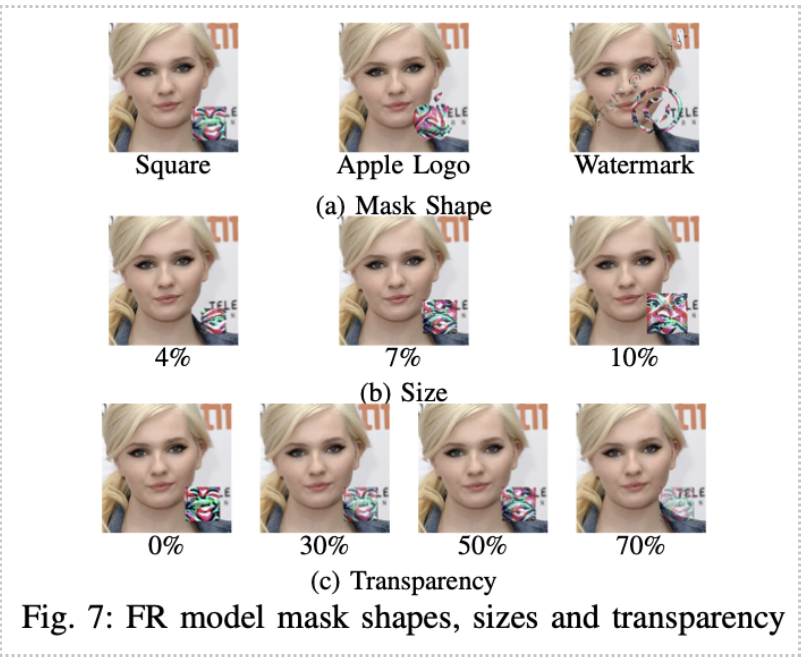 Square Apple Logo Watermark
(a) Mask Shape
4% 7% 10%
(b) Size
0% 30% 50% 70%
(c) Transparency
Fig. 7: FR model mask shapes, sizes and transparency